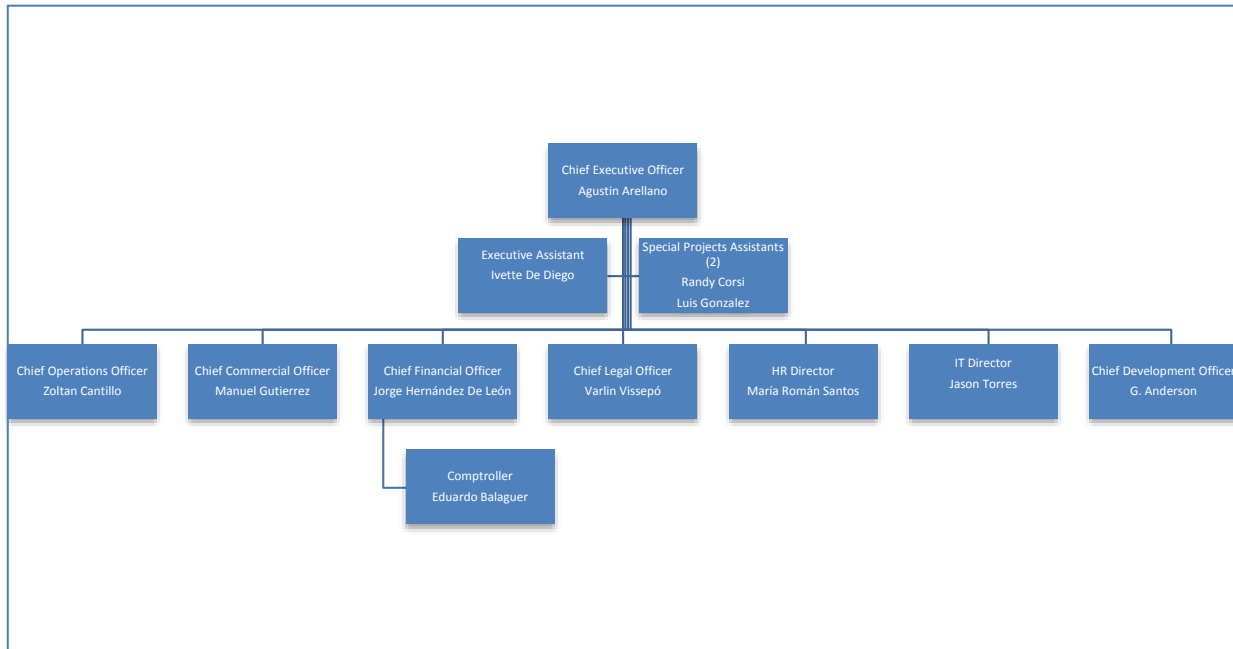 Chief Executive Officer
Agustin Arellano
Executive Assistant
Ivette De Diego
Special Projects Assistants
(2)
Randy Corsi
Luis Gonzalez
Chief Operations Officer
Zoltan Cantillo
Chief Commercial Officer
Manuel Gutierrez
Chief Financial Officer
Jorge Hernández De León
Chief Legal Officer
Varlin Vissepó
HR Director
María Román Santos
IT Director
Jason Torres
Chief Development Officer
G. Anderson
Comptroller
Eduardo Balaguer